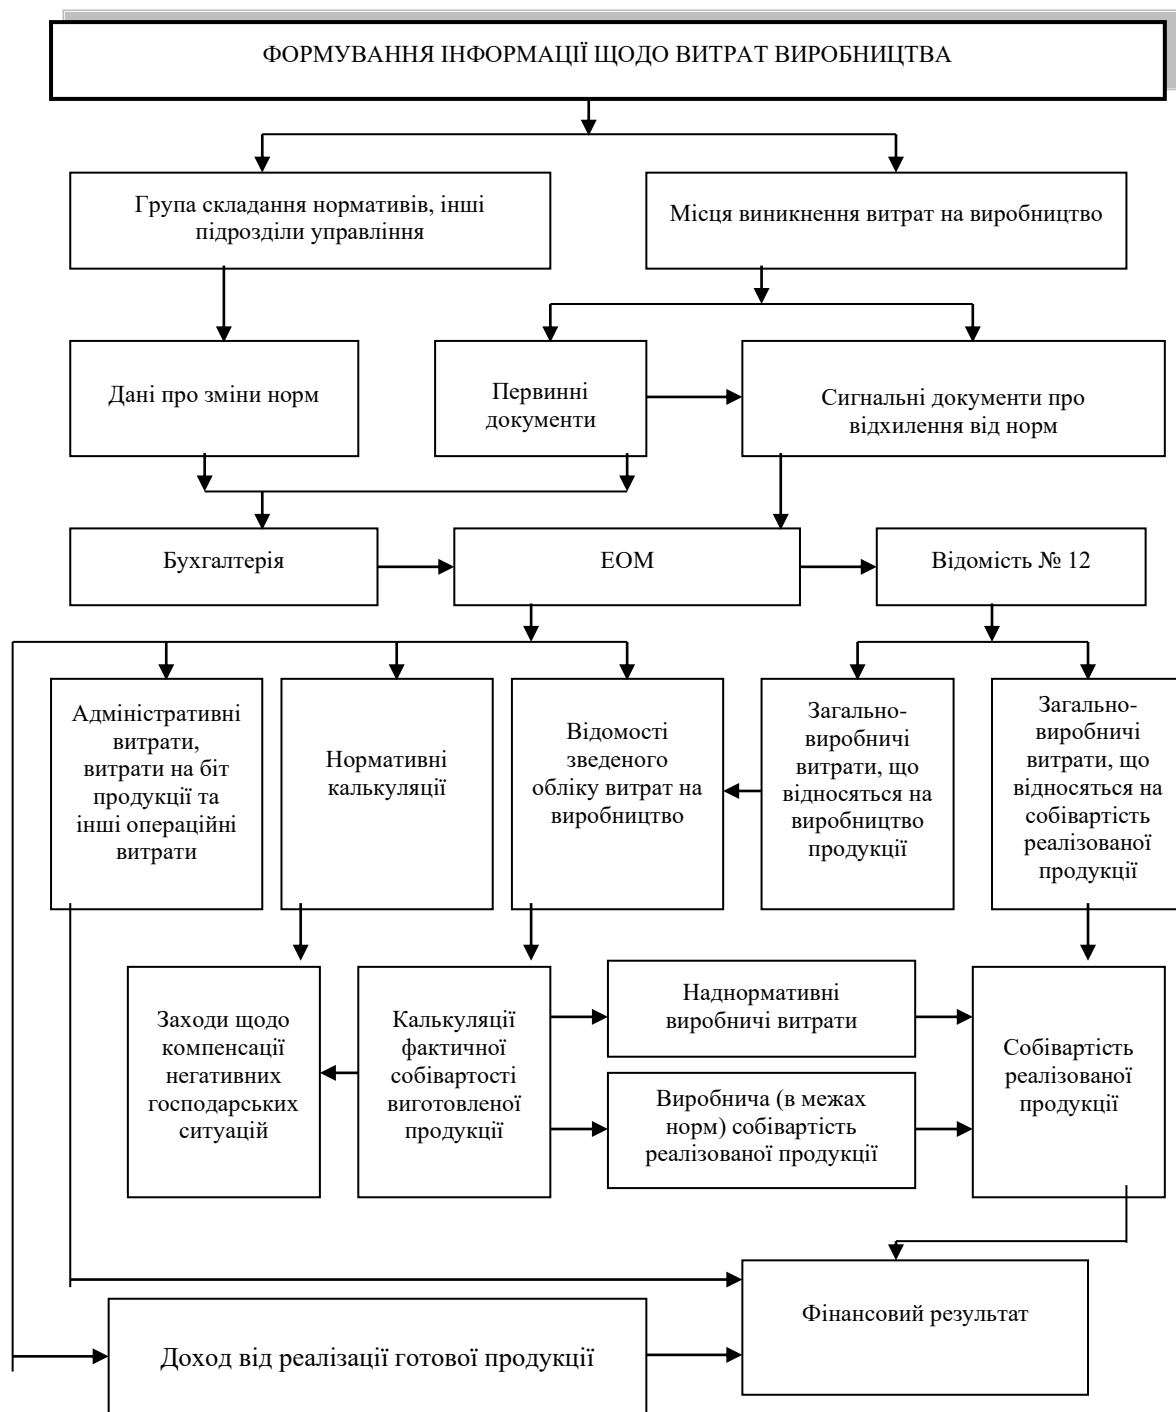 ФОРМУВАННЯ ІНФОРМАЦІЇ ЩОДО ВИТРАТ ВИРОБНИЦТВА
Група складання нормативів, інші
підрозділи управління
Місця виникнення витрат на виробництво
Дані про зміни норм
Первинні
документи
Сигнальні документи про
відхилення від норм
Бухгалтерія
ЕОМ
Відомість № 12
Адміністративні
витрати,
витрати на біт
продукції та
інші операційні
витрати
Нормативні
калькуляції
Відомості
зведеного
обліку витрат на
виробництво
Загально-
виробничі
витрати, що
відносяться на
виробництво
продукції
Загально-
виробничі
витрати, що
відносяться на
собівартість
реалізованої
продукції
Заходи щодо
компенсації
негативних
господарських
ситуацій
Калькуляції
фактичної
собівартості
виготовленої
продукції
Наднормативні
виробничі витрати
Виробнича (в межах
норм) собівартість
реалізованої продукції
Собівартість
реалізованої
продукції
Фінансовий результат
Доход від реалізації готової продукції